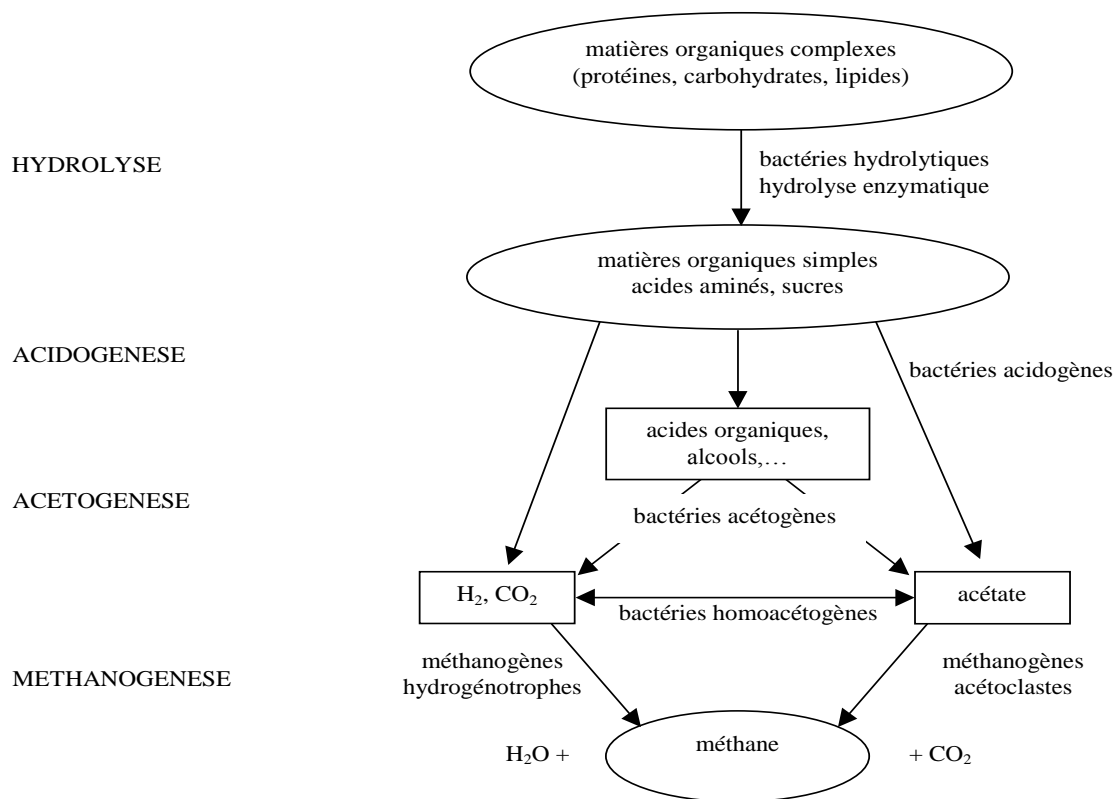 matières organiques complexes
(protéines, carbohydrates, lipides)
HYDROLYSE
bactéries hydrolytiques
hydrolyse enzymatique
matières organiques simples
acides aminés, sucres
ACIDOGENESE
bactéries acidogènes
acides organiques,
alcools,…
ACETOGENESE
bactéries acétogènes
H₂, CO₂
acétate
bactéries homoacétogènes
METHANOGENESE
méthanogènes
hydrogénotrophes
méthanogènes
acétoclastes
H₂O +
méthane
+ CO₂